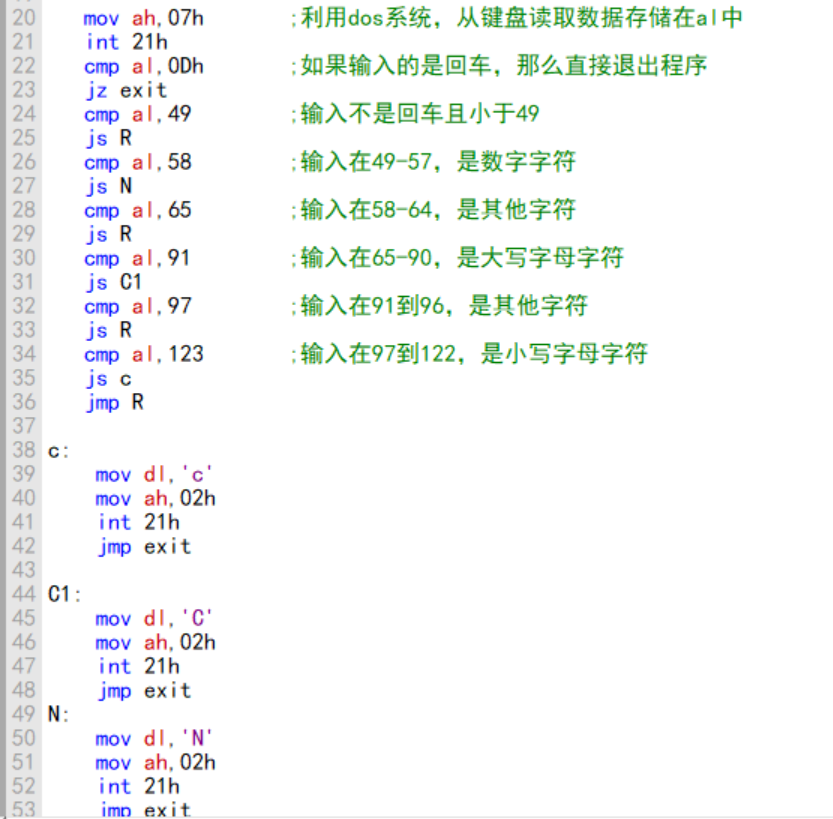 20 mov ah,07h ;利用dos系统，从键盘读取数据存储在al中
21 int 21h
22 cmp al,0Dh ;如果输入的是回车，那么直接退出程序
23 jz exit
24 cmp al,49 ;输入不是回车且小于49
25 js R
26 cmp al,58 ;输入在49-57，是数字字符
27 js N
28 cmp al,65 ;输入在58-64，是其他字符
29 js R
30 cmp al,91 ;输入在65-90，是大写字母字符
31 js C1
32 cmp al,97 ;输入在91到96，是其他字符
33 js R
34 cmp al,123 ;输入在97到122，是小写字母字符
35 js c
36 jmp R
37
38 c:
39 mov dl,'c'
40 mov ah,02h
41 int 21h
42 jmp exit
43
44 C1:
45 mov dl,'C'
46 mov ah,02h
47 int 21h
48 jmp exit
49 N:
50 mov dl,'N'
51 mov ah,02h
52 int 21h
53 jmp exit